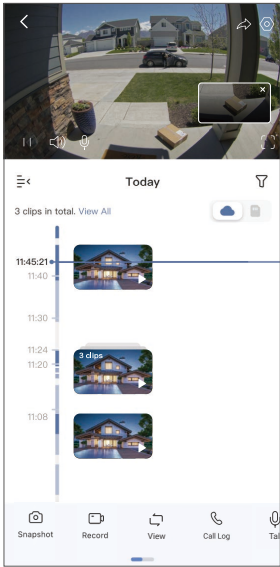 Today
3 clips in total. View All
11:45:21
11:40
11:30
11:24
3 clips
11:20
11:08
Snapshot
Record
View
Call Log
Tal